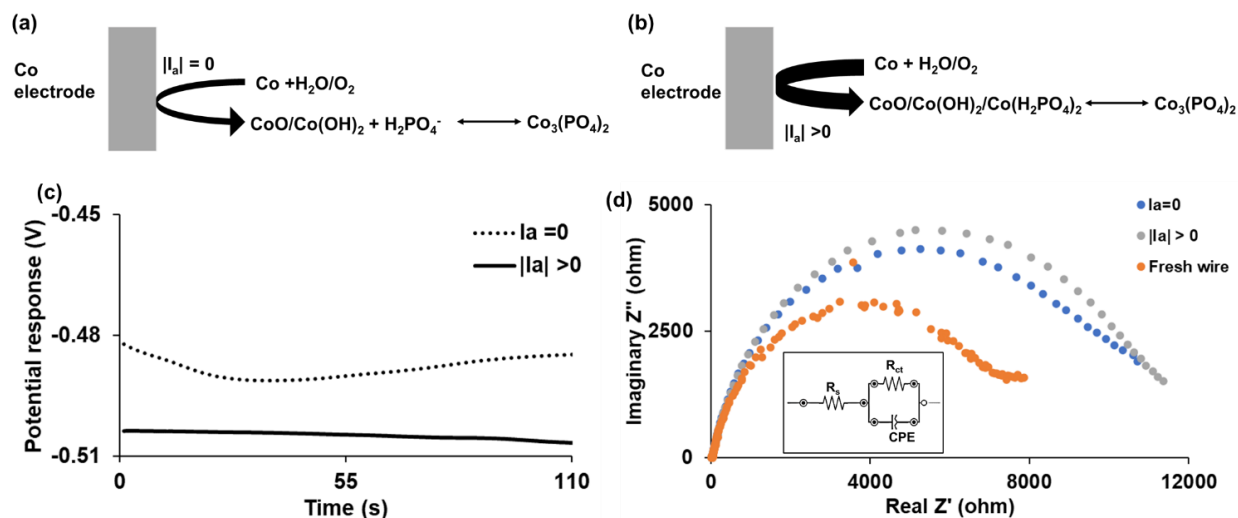 (a)
|Iₐ| = 0
Co
electrode
Co +H₂O/O₂
CoO/Co(OH)₂ + H₂PO₄⁻
Co₃(PO₄)₂
(b)
Co
electrode
|Iₐ| >0
Co + H₂O/O₂
CoO/Co(OH)₂/Co(H₂PO₄)₂
Co₃(PO₄)₂
(c)
Potential response (V)
-0.45
-0.48
-0.51
0
55
110
Time (s)
Ia =0
|Ia| >0
(d)
Imaginary Z'' (ohm)
5000
2500
0
0
4000
8000
12000
Real Z' (ohm)
Ia=0
|Ia| > 0
Fresh wire
Rₛ
R꜀ₜ
CPE